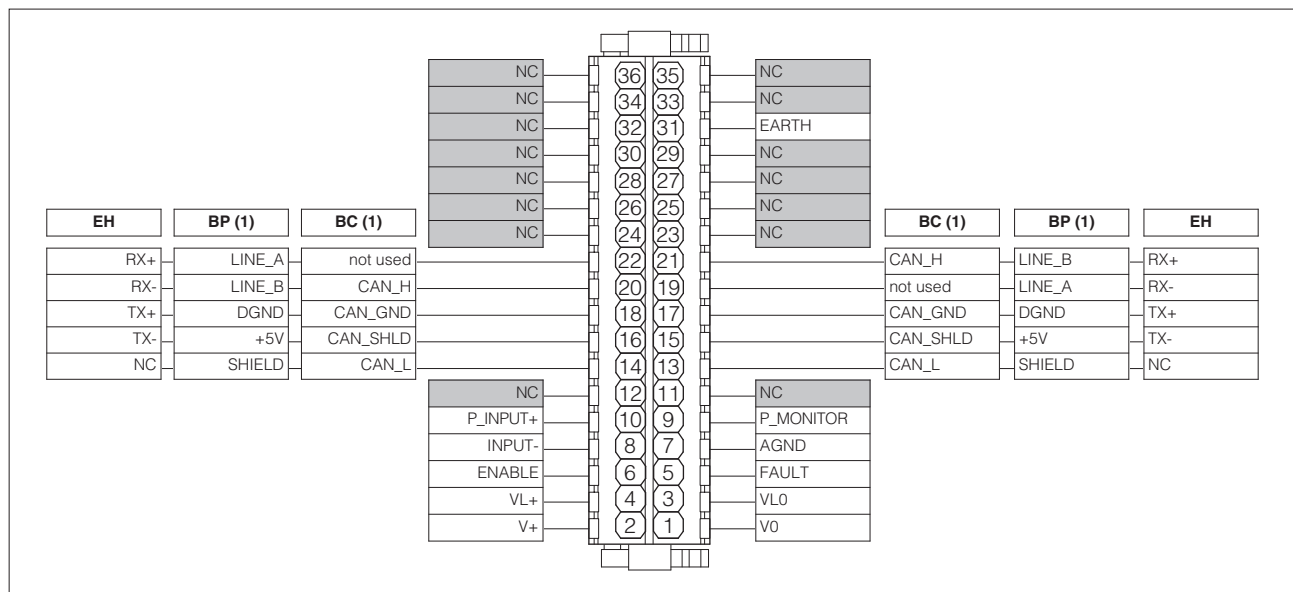 NC 36 35 NC
NC 34 33 NC
NC 32 31 EARTH
NC 30 29 NC
NC 28 27 NC
NC 26 25 NC
EH BP (1) BC (1) NC 24 23 NC BC (1) BP (1) EH
RX+ LINE_A not used 22 21 CAN_H LINE_B RX+
RX- LINE_B CAN_H 20 19 not used LINE_A RX-
TX+ DGND CAN_GND 18 17 CAN_GND DGND TX+
TX- +5V CAN_SHLD 16 15 CAN_SHLD +5V TX-
NC SHIELD CAN_L 14 13 CAN_L SHIELD NC
NC 12 11 NC
P_INPUT+ 10 9 P_MONITOR
INPUT- 8 7 AGND
ENABLE 6 5 FAULT
VL+ 4 3 VL0
V+ 2 1 V0